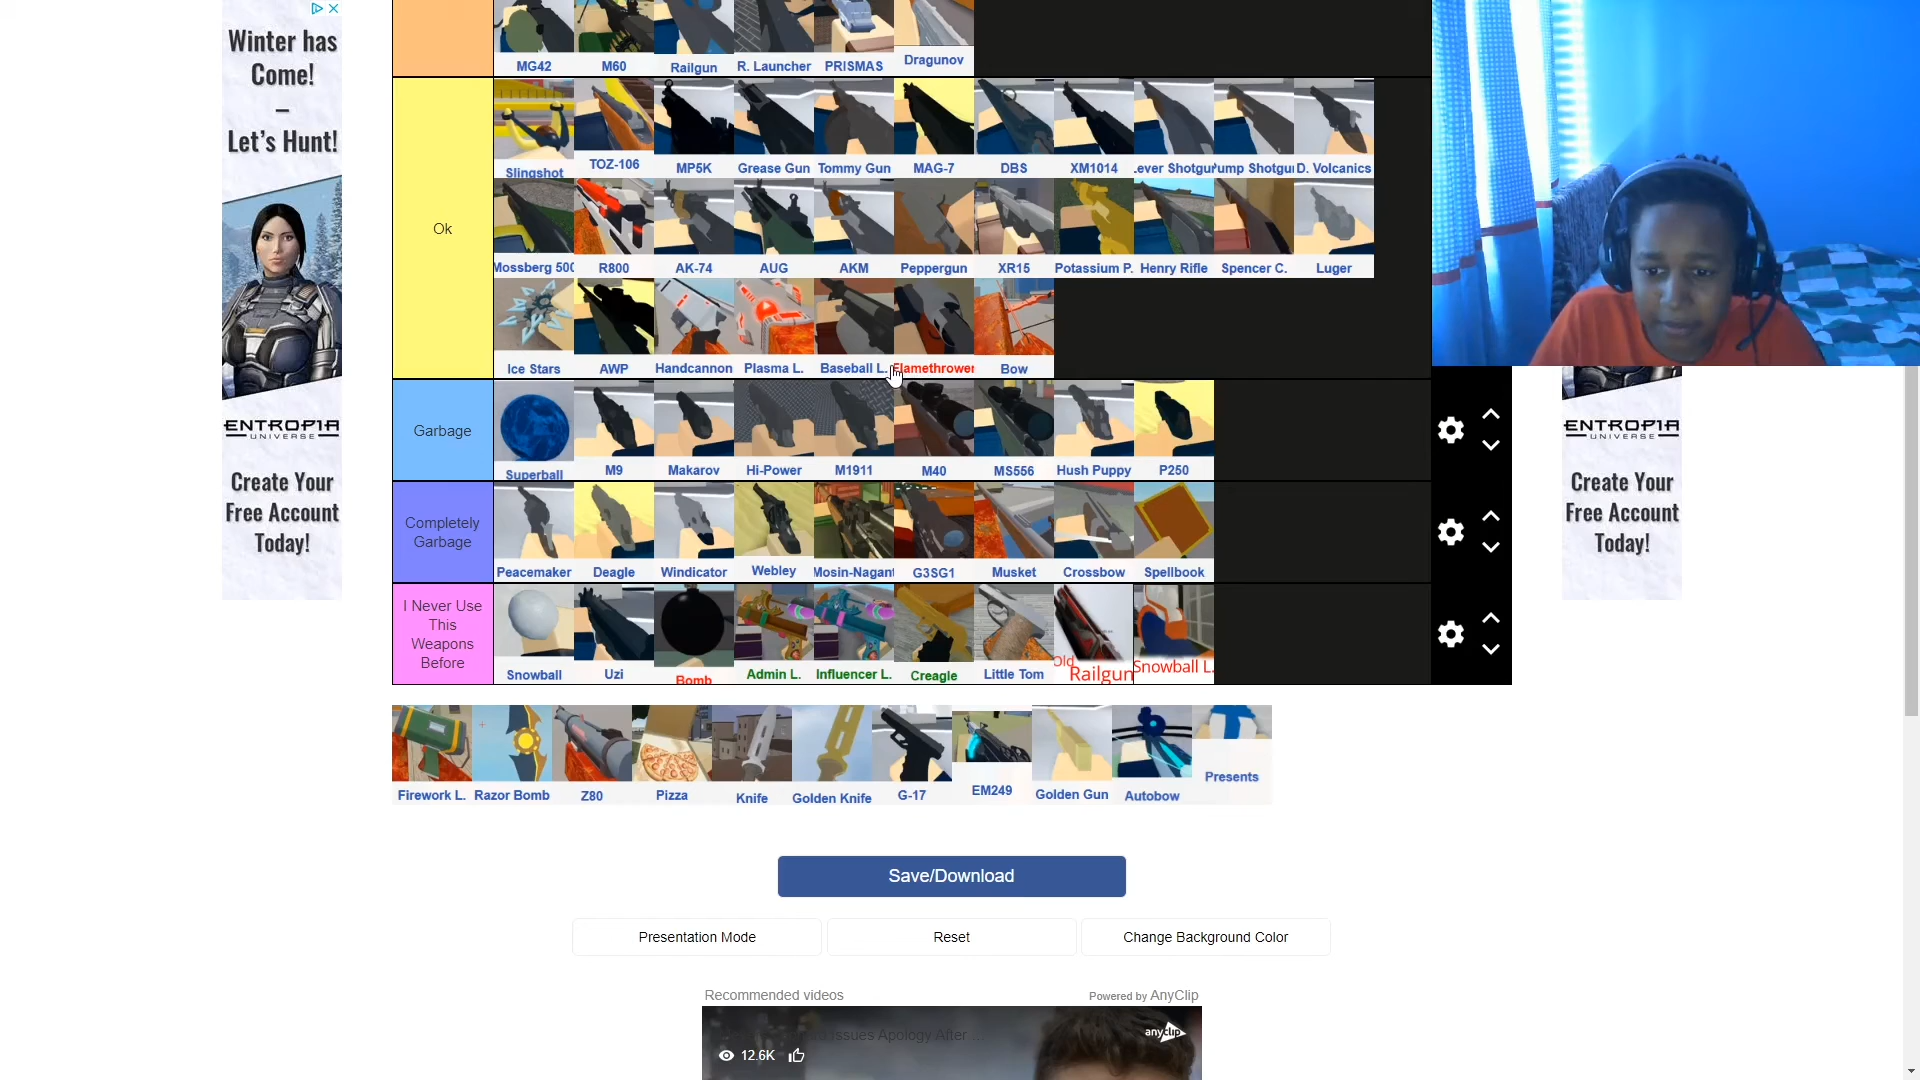 Winter has
Come!
–
Let's Hunt!
ENTROPIA
UNIVERSE
Create Your
Free Account
Today!
MG42 M60 Railgun R. Launcher PRISMAS Dragunov
Ok
Slingshot TOZ-106 MP5K Grease Gun Tommy Gun MAG-7 DBS XM1014 Lever Shotgun Pump Shotgun D. Volcanics
Mossberg 500 R800 AK-74 AUG AKM Peppergun XR15 Potassium P. Henry Rifle Spencer C. Luger
Ice Stars AWP Handcannon Plasma L. Baseball L. Flamethrower Bow
Garbage
Superball M9 Makarov Hi-Power M1911 M40 MS556 Hush Puppy P250
Completely
Garbage
Peacemaker Deagle Windicator Webley Mosin-Nagant G3SG1 Musket Crossbow Spellbook
I Never Use
This
Weapons
Before
Snowball Uzi Bomb Admin L. Influencer L. Creagle Little Tom Old Railgun Snowball L.
Firework L. Razor Bomb Z80 Pizza Knife Golden Knife G-17 EM249 Golden Gun Autobow Presents
Save/Download
Presentation Mode Reset Change Background Color
Recommended videos Powered by AnyClip
Issues Apology After ...
anyclip
12.6K
ENTROPIA
UNIVERSE
Create Your
Free Account
Today!